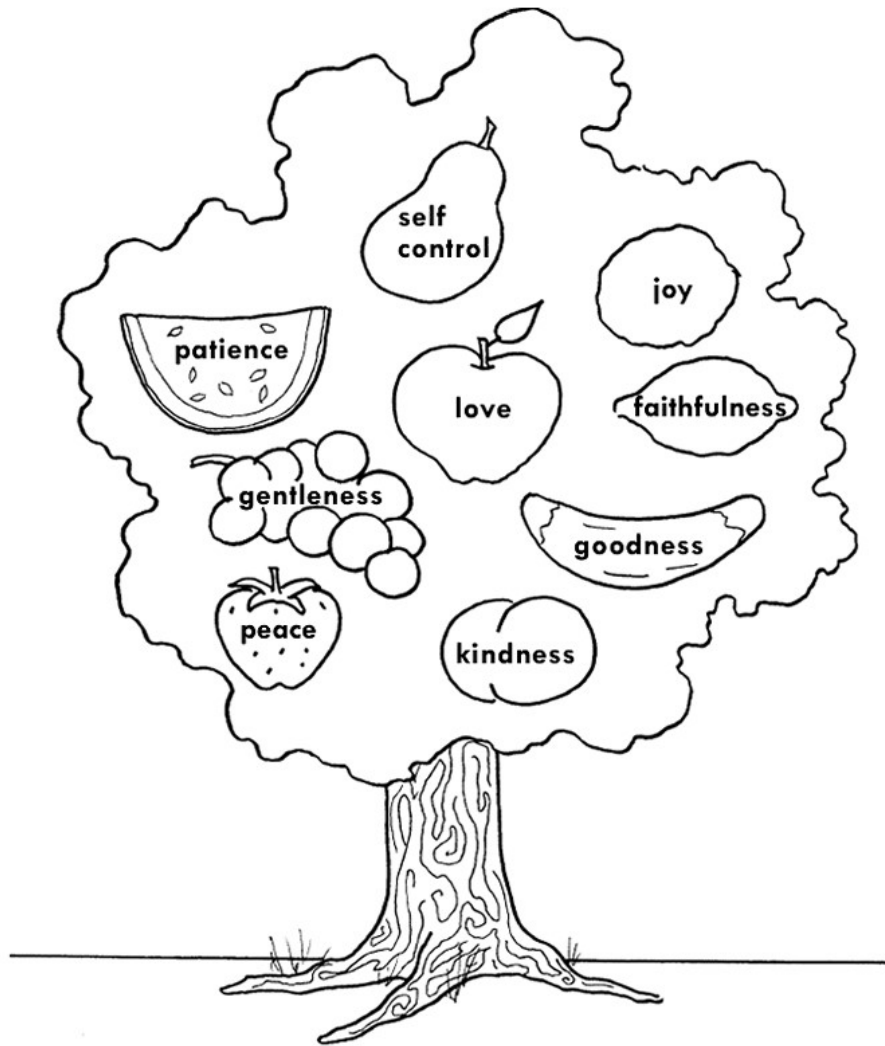 self
control
joy
patience
love
faithfulness
gentleness
goodness
peace
kindness